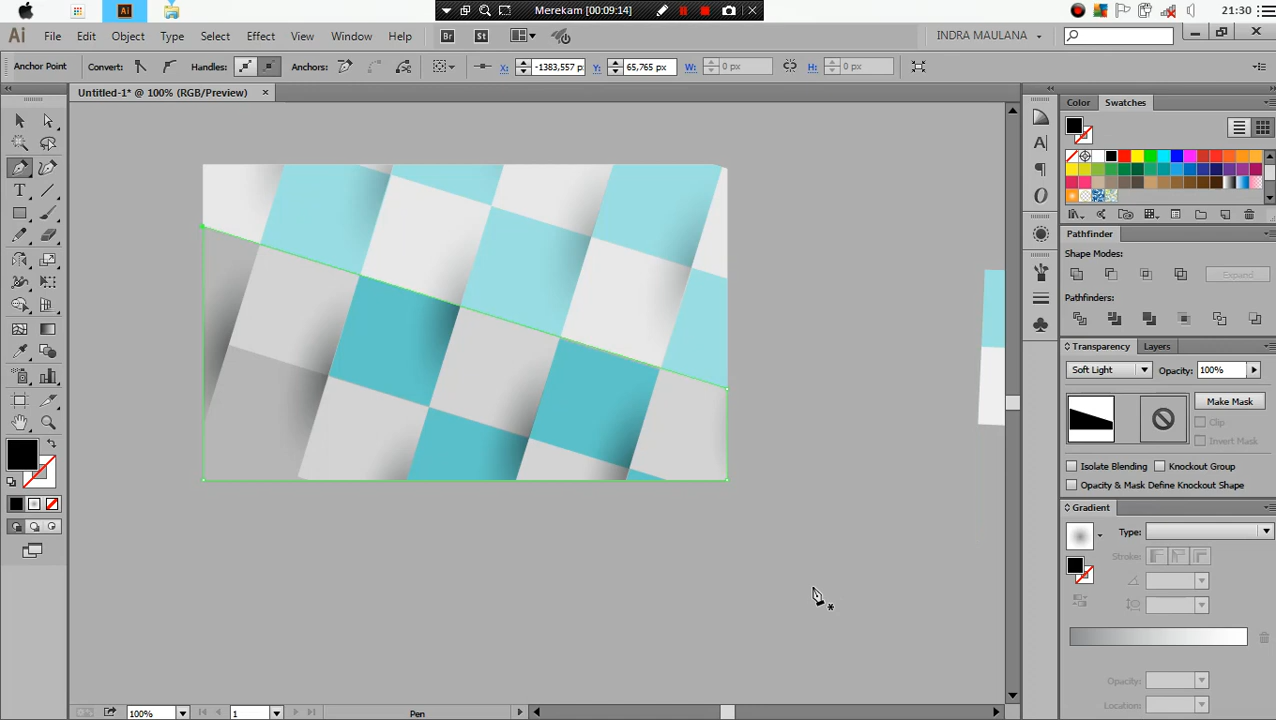 Merekam [00:09:14]
21:30
Ai File Edit Object Type Select Effect View Window Help Br St INDRA MAULANA
Anchor Point Convert: Handles: Anchors: X: -1383,557 px Y: 65,765 px W: 0 px H: 0 px
Untitled-1* @ 100% (RGB/Preview) ×
Color Swatches
Pathfinder
Shape Modes:
Expand
Pathfinders:
Transparency Layers
Soft Light Opacity: 100%
Make Mask
Clip
Invert Mask
Isolate Blending Knockout Group
Opacity & Mask Define Knockout Shape
Gradient
Type:
Stroke:
Opacity:
Location:
100% 1 Pen